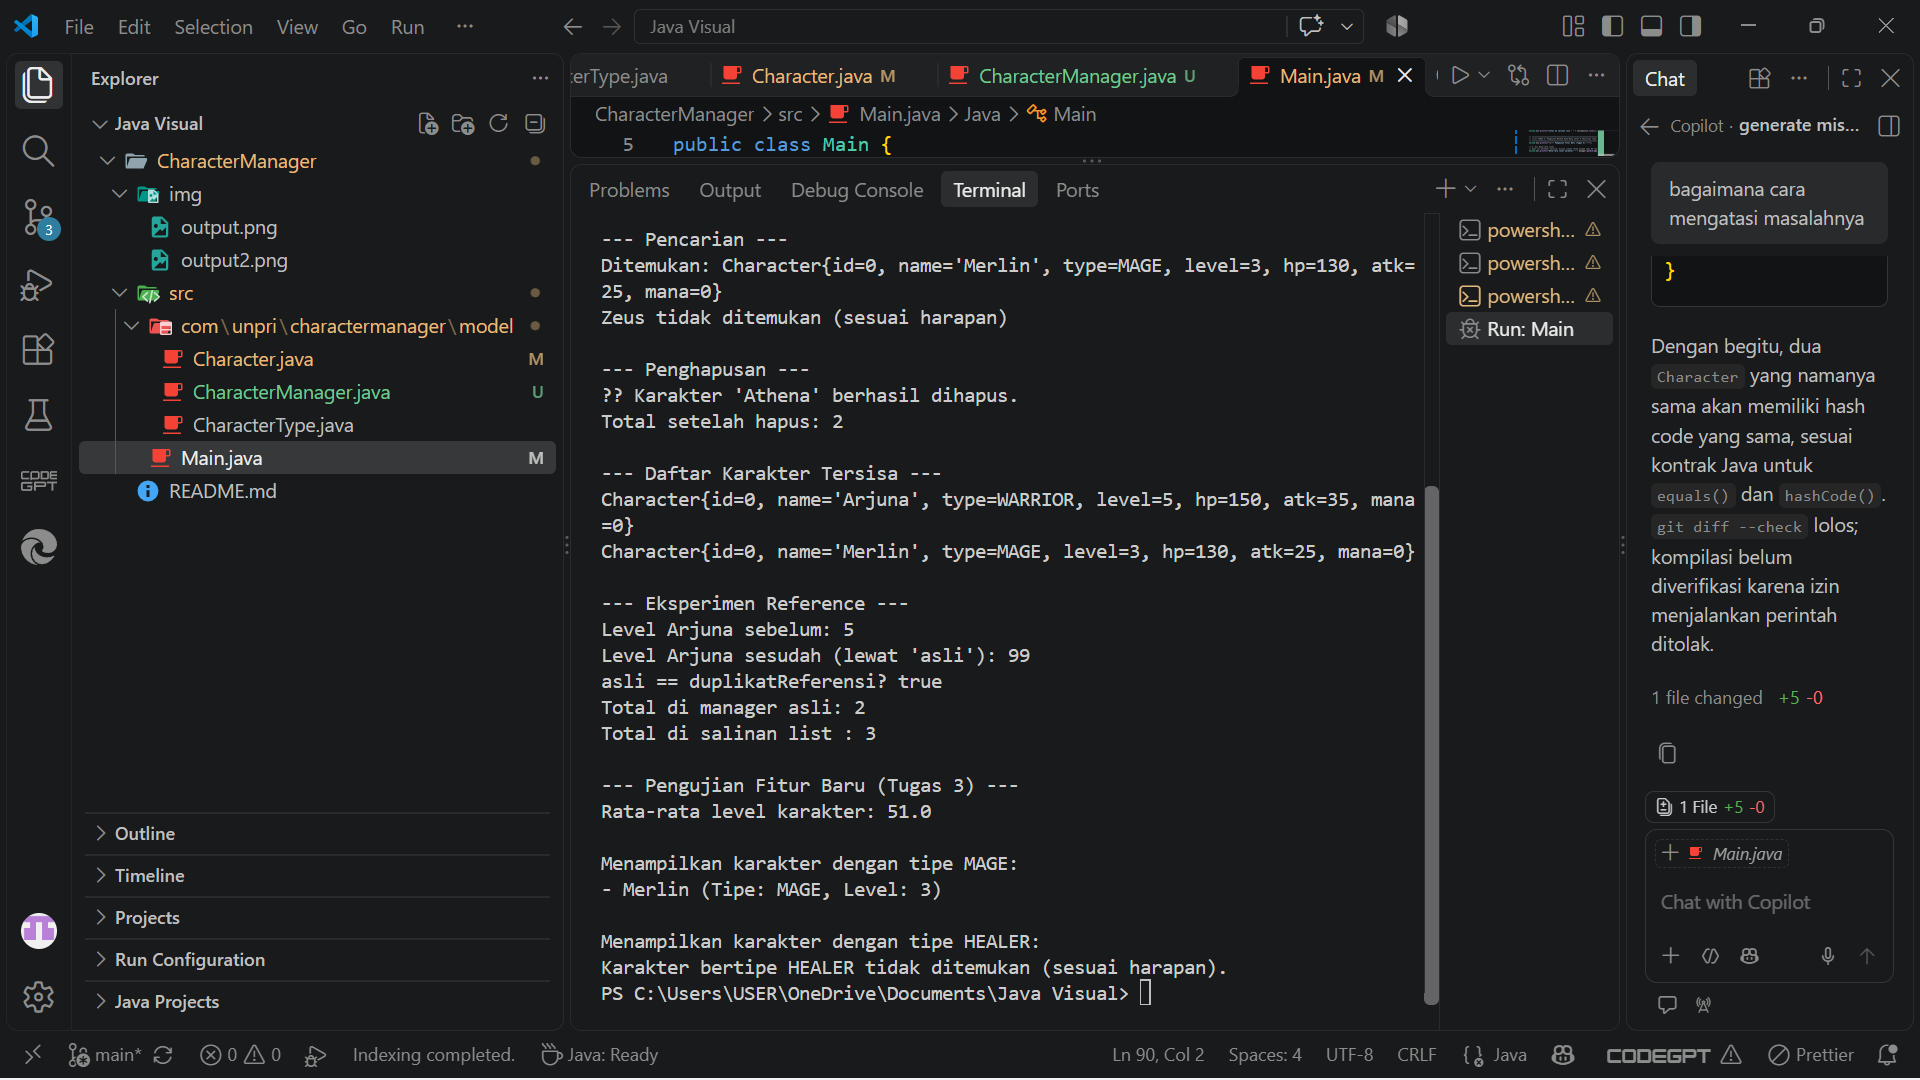 File Edit Selection View Go Run ...
Java Visual
Explorer
Java Visual
CharacterManager
img
output.png
output2.png
src
com\unpri\charactermanager\model
Character.java M
CharacterManager.java U
CharacterType.java
Main.java M
README.md
Outline
Timeline
Projects
Run Configuration
Java Projects
CODE
GPT
3
terType.java
Character.java M
CharacterManager.java U
Main.java M
CharacterManager > src > Main.java > Java > Main
5 public class Main {
Problems Output Debug Console Terminal Ports
--- Pencarian ---
Ditemukan: Character{id=0, name='Merlin', type=MAGE, level=3, hp=130, atk=
25, mana=0}
Zeus tidak ditemukan (sesuai harapan)
--- Penghapusan ---
?? Karakter 'Athena' berhasil dihapus.
Total setelah hapus: 2
--- Daftar Karakter Tersisa ---
Character{id=0, name='Arjuna', type=WARRIOR, level=5, hp=150, atk=35, mana
=0}
Character{id=0, name='Merlin', type=MAGE, level=3, hp=130, atk=25, mana=0}
--- Eksperimen Reference ---
Level Arjuna sebelum: 5
Level Arjuna sesudah (lewat 'asli'): 99
asli == duplikatReferensi? true
Total di manager asli: 2
Total di salinan list : 3
--- Pengujian Fitur Baru (Tugas 3) ---
Rata-rata level karakter: 51.0
Menampilkan karakter dengan tipe MAGE:
- Merlin (Tipe: MAGE, Level: 3)
Menampilkan karakter dengan tipe HEALER:
Karakter bertipe HEALER tidak ditemukan (sesuai harapan).
PS C:\Users\USER\OneDrive\Documents\Java Visual>
powersh...
powersh...
powersh...
Run: Main
Chat
Copilot · generate mis...
bagaimana cara
mengatasi masalahnya
}
Dengan begitu, dua
Character yang namanya
sama akan memiliki hash
code yang sama, sesuai
kontrak Java untuk
equals() dan hashCode().
git diff --check lolos;
kompilasi belum
diverifikasi karena izin
menjalankan perintah
ditolak.
1 file changed +5 -0
1 File +5 -0
Main.java
Chat with Copilot
main* 0 0 Indexing completed. Java: Ready
Ln 90, Col 2 Spaces: 4 UTF-8 CRLF {} Java CODEGPT Prettier